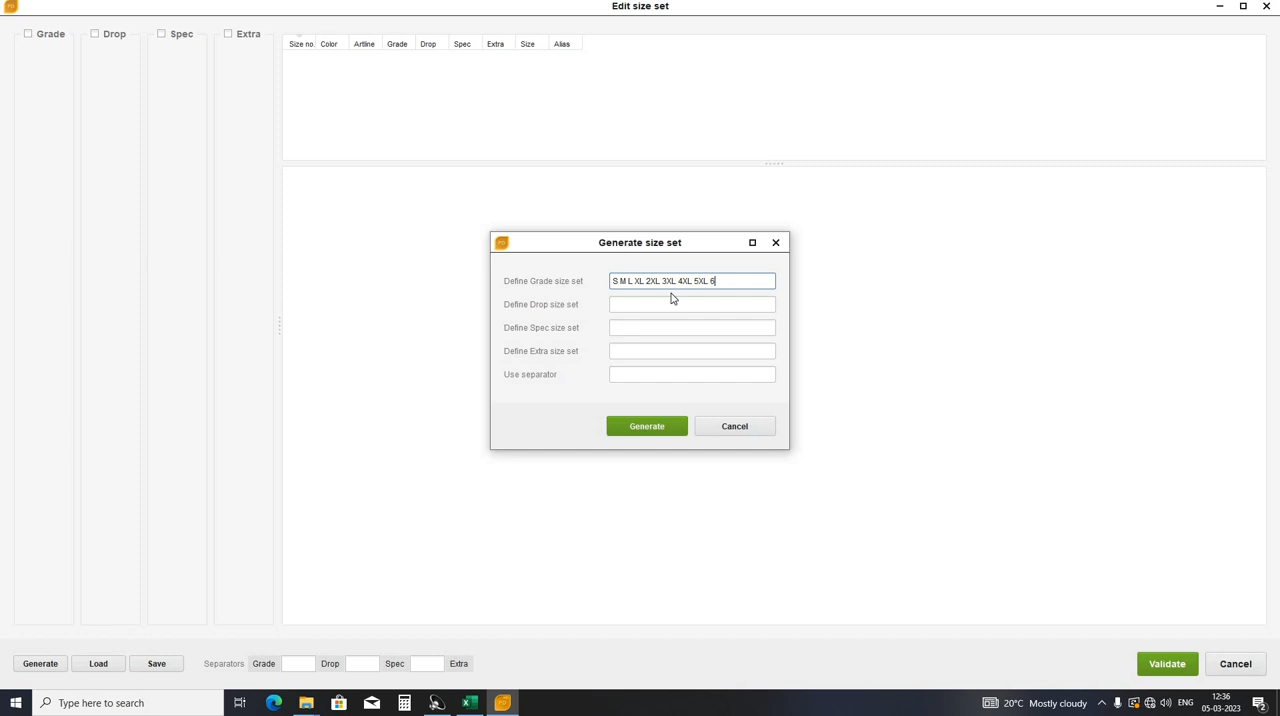 Edit size set
Grade Drop Spec Extra
Size no. Color Artline Grade Drop Spec Extra Size Alias
Generate size set
Define Grade size set S M L XL 2XL 3XL 4XL 5XL 6
Define Drop size set
Define Spec size set
Define Extra size set
Use separator
Generate Cancel
Generate Load Save Separators Grade Drop Spec Extra Validate Cancel
Type here to search 20°C Mostly cloudy ENG 12:36
05-03-2023 2